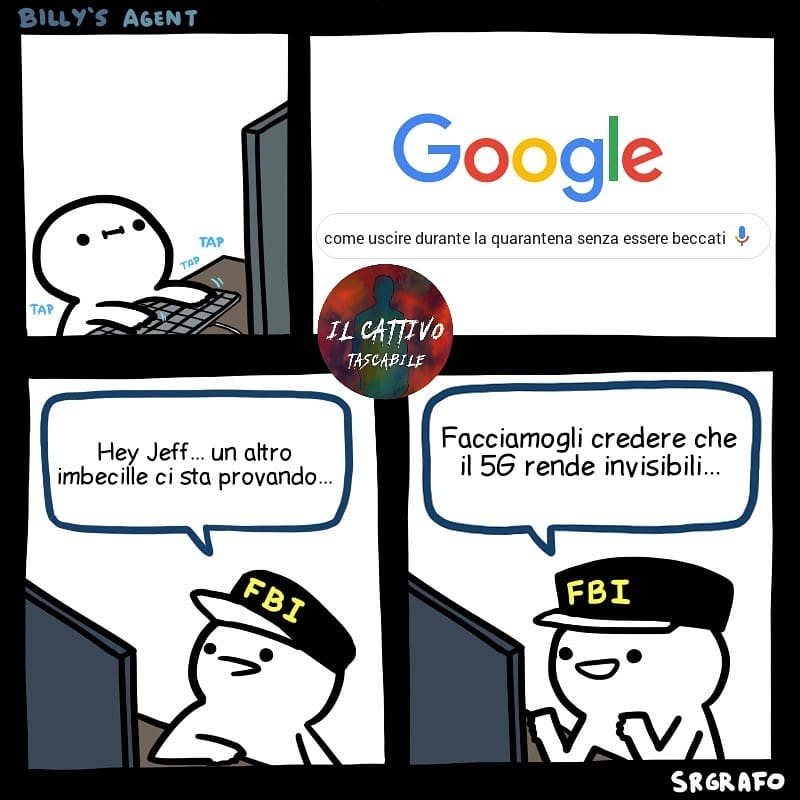 BILLY'S AGENT
TAP
TAP
TAP
Google
come uscire durante la quarantena senza essere beccati
IL CATTIVO
TASCABILE
Hey Jeff... un altro
imbecille ci sta provando...
FBI
Facciamogli credere che
il 5G rende invisibili...
FBI
SRGRAFO